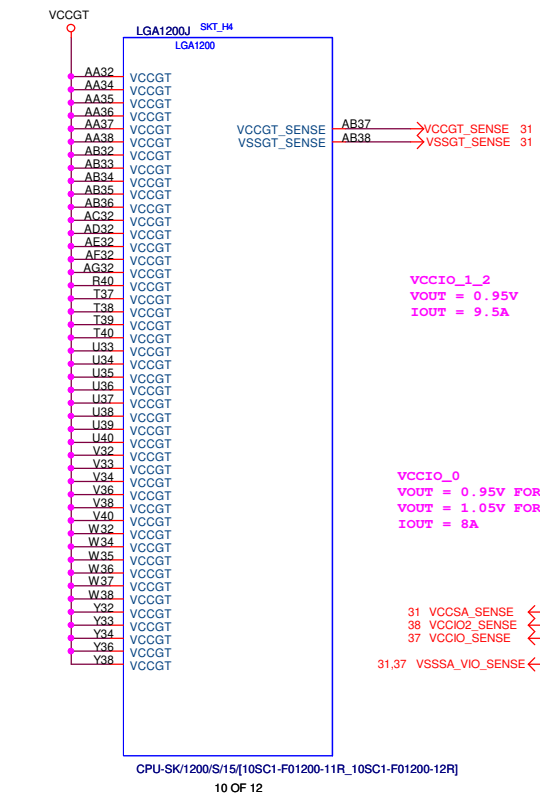 VCCGT
LGA1200J SKT_H4
LGA1200
AA32 VCCGT
AA34 VCCGT
AA35 VCCGT
AA36 VCCGT
AA37 VCCGT VCCGT_SENSE AB37 VCCGT_SENSE 31
AA38 VCCGT VSSGT_SENSE AB38 VSSGT_SENSE 31
AB32 VCCGT
AB33 VCCGT
AB34 VCCGT
AB35 VCCGT
AB36 VCCGT
AC32 VCCGT
AD32 VCCGT
AE32 VCCGT
AF32 VCCGT
AG32 VCCGT
R40 VCCGT
T37 VCCGT
T38 VCCGT
T39 VCCGT
T40 VCCGT
U33 VCCGT
U34 VCCGT
U35 VCCGT
U36 VCCGT
U37 VCCGT
U38 VCCGT
U39 VCCGT
U40 VCCGT
V32 VCCGT
V33 VCCGT
V34 VCCGT
V36 VCCGT
V38 VCCGT
V40 VCCGT
W32 VCCGT
W34 VCCGT
W35 VCCGT
W36 VCCGT
W37 VCCGT
W38 VCCGT
Y32 VCCGT
Y33 VCCGT
Y34 VCCGT
Y36 VCCGT
Y38 VCCGT
VCCIO_1_2
VOUT = 0.95V
IOUT = 9.5A
VCCIO_0
VOUT = 0.95V FOR
VOUT = 1.05V FOR
IOUT = 8A
31 VCCSA_SENSE
38 VCCIO2_SENSE
37 VCCIO_SENSE
31,37 VSSSA_VIO_SENSE
CPU-SK/1200/S/15/[10SC1-F01200-11R_10SC1-F01200-12R]
10 OF 12